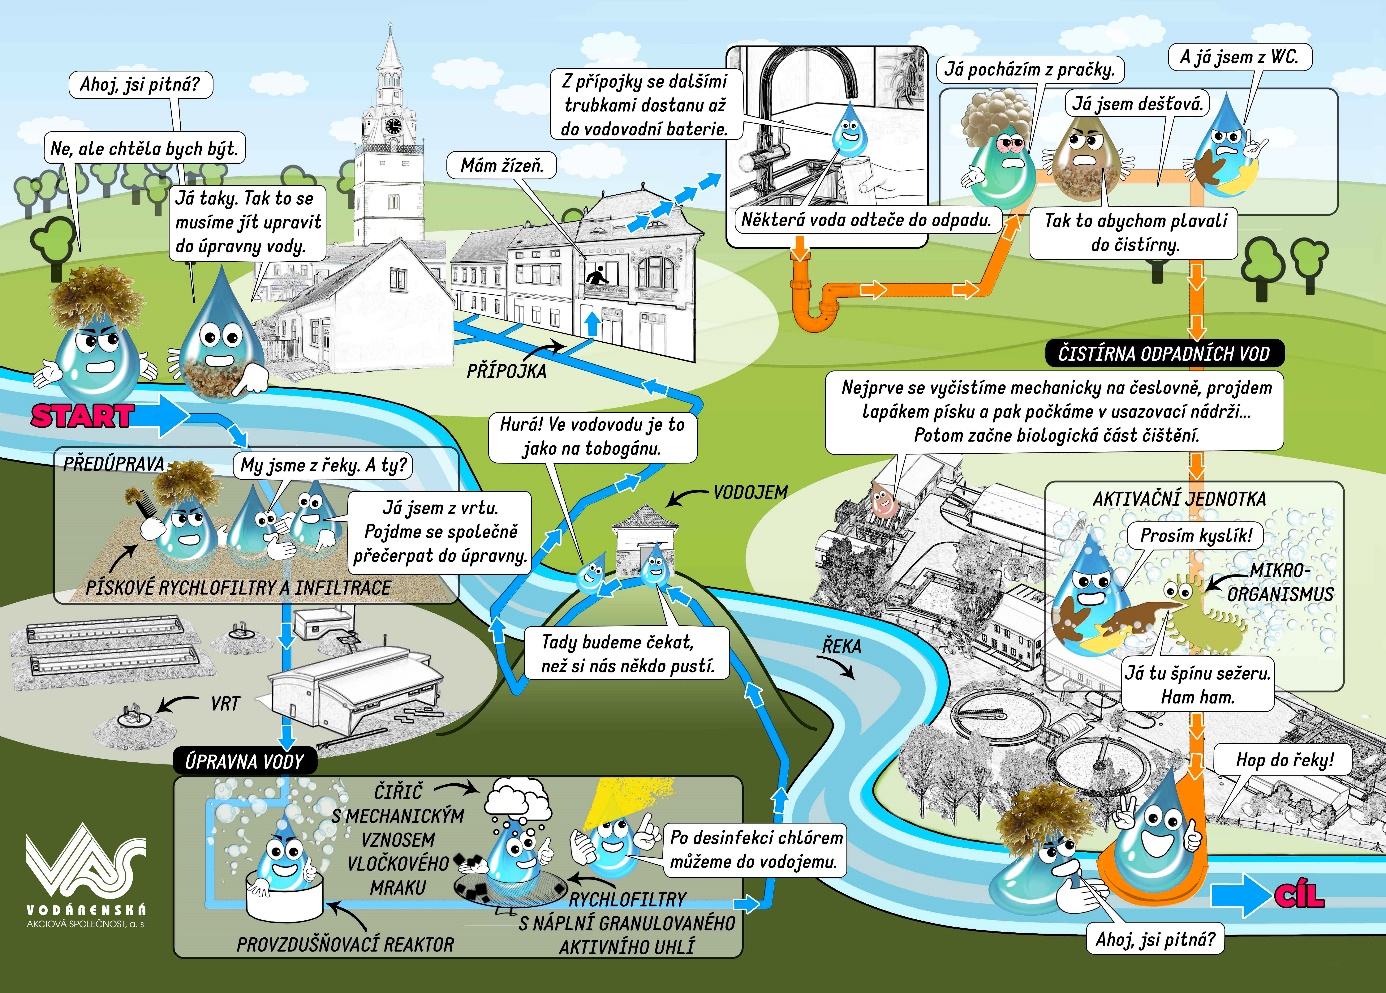 Ahoj, jsi pitná?
Ne, ale chtěla bych být.
Já taky. Tak to se
musíme jít upravit
do úpravny vody.
START
PŘEDÚPRAVA
My jsme z řeky. A ty?
Já jsem z vrtu.
Pojdme se společně
přečerpat do úpravny.
PÍSKOVÉ RYCHLOFILTRY A INFILTRACE
VRT
ÚPRAVNA VODY
PROVZDUŠŇOVACÍ REAKTOR
ČIŘIČ
S MECHANICKÝM
VZNOSEM
VLOČKOVÉHO
MRAKU
RYCHLOFILTRY
S NÁPLNÍ GRANULOVANÉHO
AKTIVNÍHO UHLÍ
Po desinfekci chlórem
můžeme do vodojemu.
Tady budeme čekat,
než si nás někdo pustí.
VODOJEM
Hurá! Ve vodovodu je to
jako na tobogánu.
PŘÍPOJKA
Mám žízeň.
Z přípojky se dalšími
trubkami dostanu až
do vodovodní baterie.
Některá voda odteče do odpadu.
Já pocházím z pračky.
Já jsem dešťová.
A já jsem z WC.
Tak to abychom plavali
do čistírny.
ČISTÍRNA ODPADNÍCH VOD
Nejprve se vyčistíme mechanicky na česlovně, projdem
lapákem písku a pak počkáme v usazovací nádrži...
Potom začne biologická část čištění.
AKTIVAČNÍ JEDNOTKA
Prosím kyslík!
MIKRO-
ORGANISMUS
Já tu špínu sežeru.
Ham ham.
ŘEKA
Hop do řeky!
Ahoj, jsi pitná?
CÍL
VAS
VODÁRENSKÁ
AKCIOVÁ SPOLEČNOST, a. s